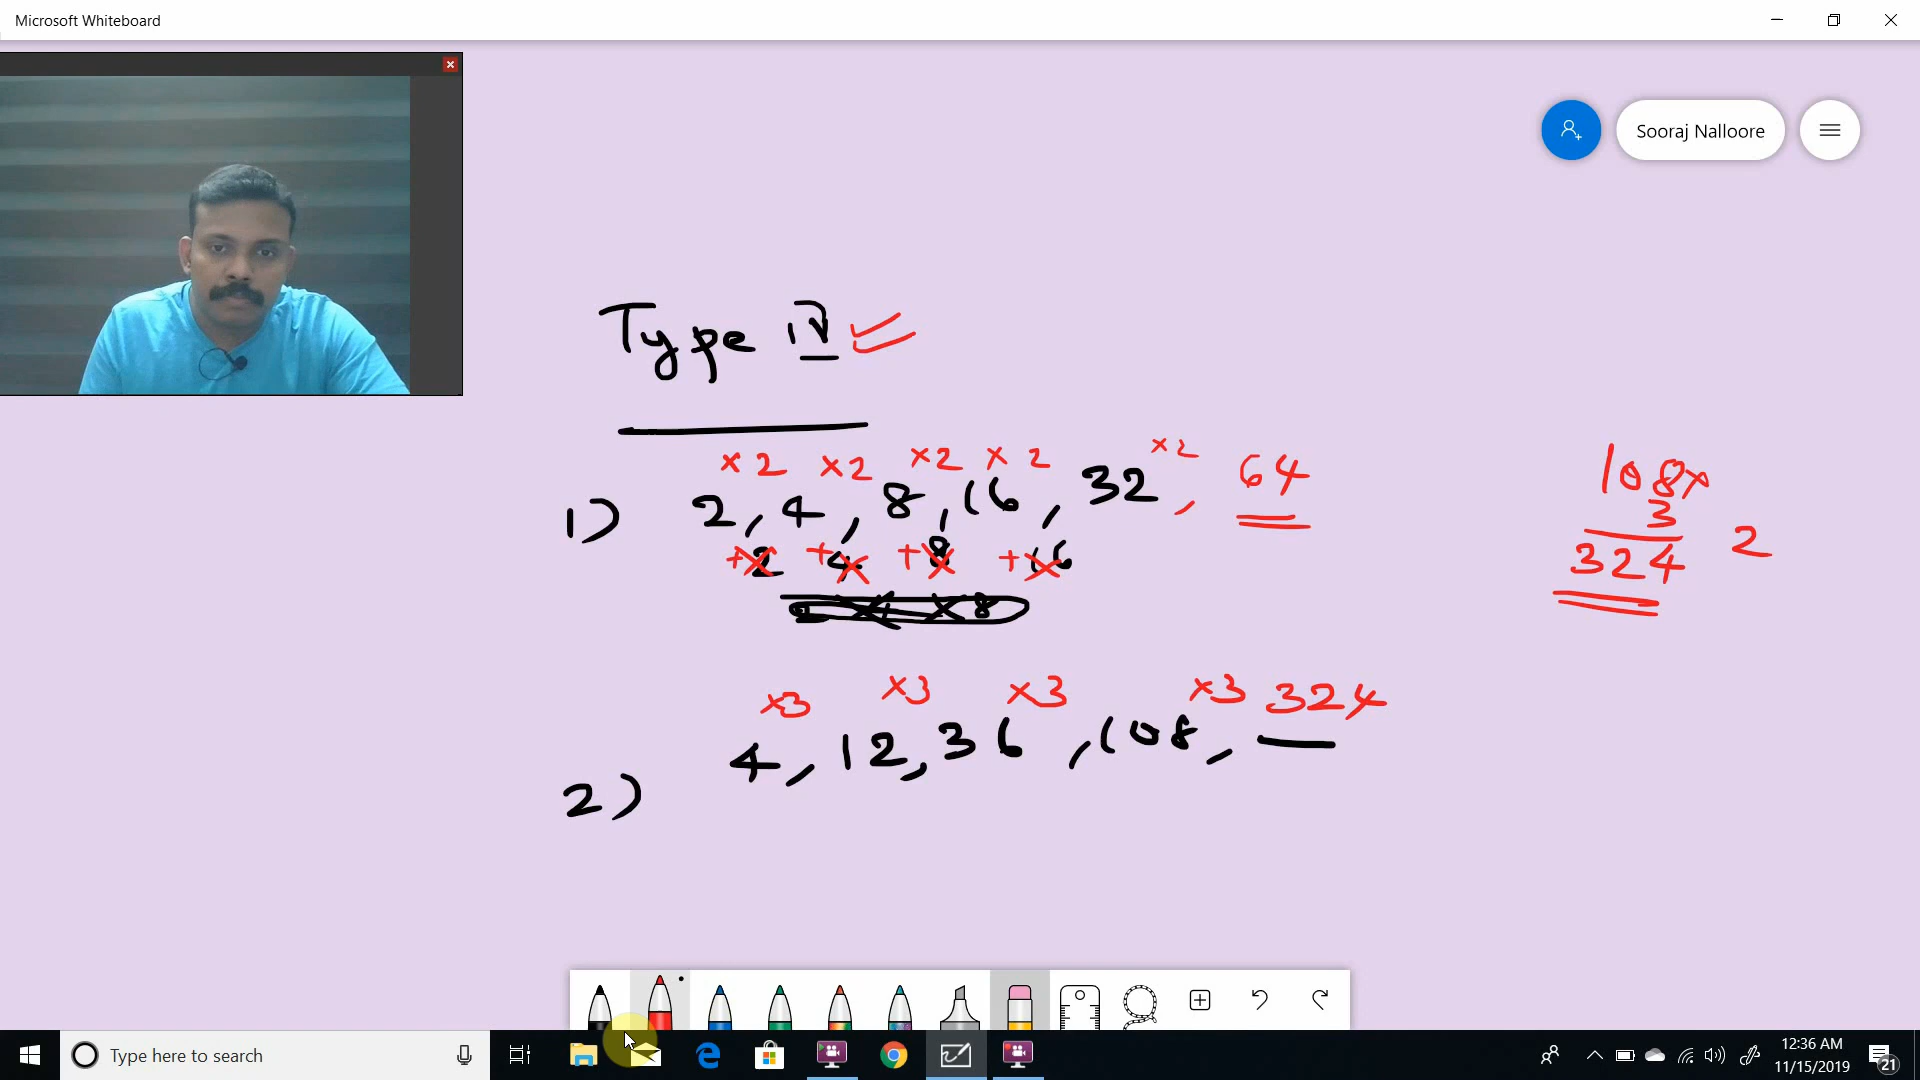 Microsoft Whiteboard
Sooraj Nalloore
Type IV
×2 ×2 ×2 ×2 ×2
1) 2, 4, 8, 16, 32, 64
+2 +4 +8 +16
×3 ×3 ×3 ×3 324
2) 4, 12, 36, 108, __
108×
3
324
2
Type here to search
12:36 AM
11/15/2019
21